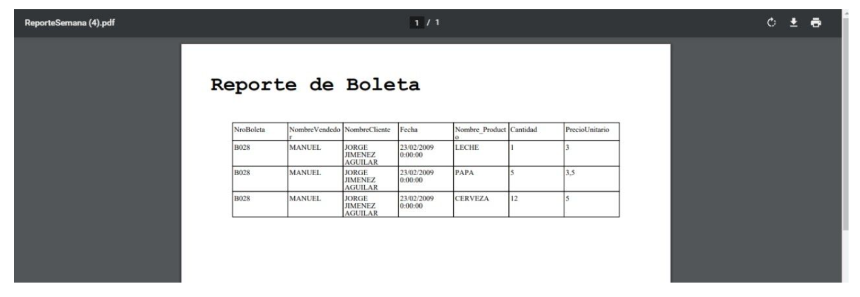 ReporteSemana (4).pdf
1 / 1
Reporte de Boleta
NroBoleta NombreVendedo NombreCliente Fecha Nombre_Product Cantidad PrecioUnitario
r o
B028 MANUEL JORGE 23/02/2009 LECHE 1 3
JIMENEZ 0:00:00
AGUILAR
B028 MANUEL JORGE 23/02/2009 PAPA 5 3,5
JIMENEZ 0:00:00
AGUILAR
B028 MANUEL JORGE 23/02/2009 CERVEZA 12 5
JIMENEZ 0:00:00
AGUILAR